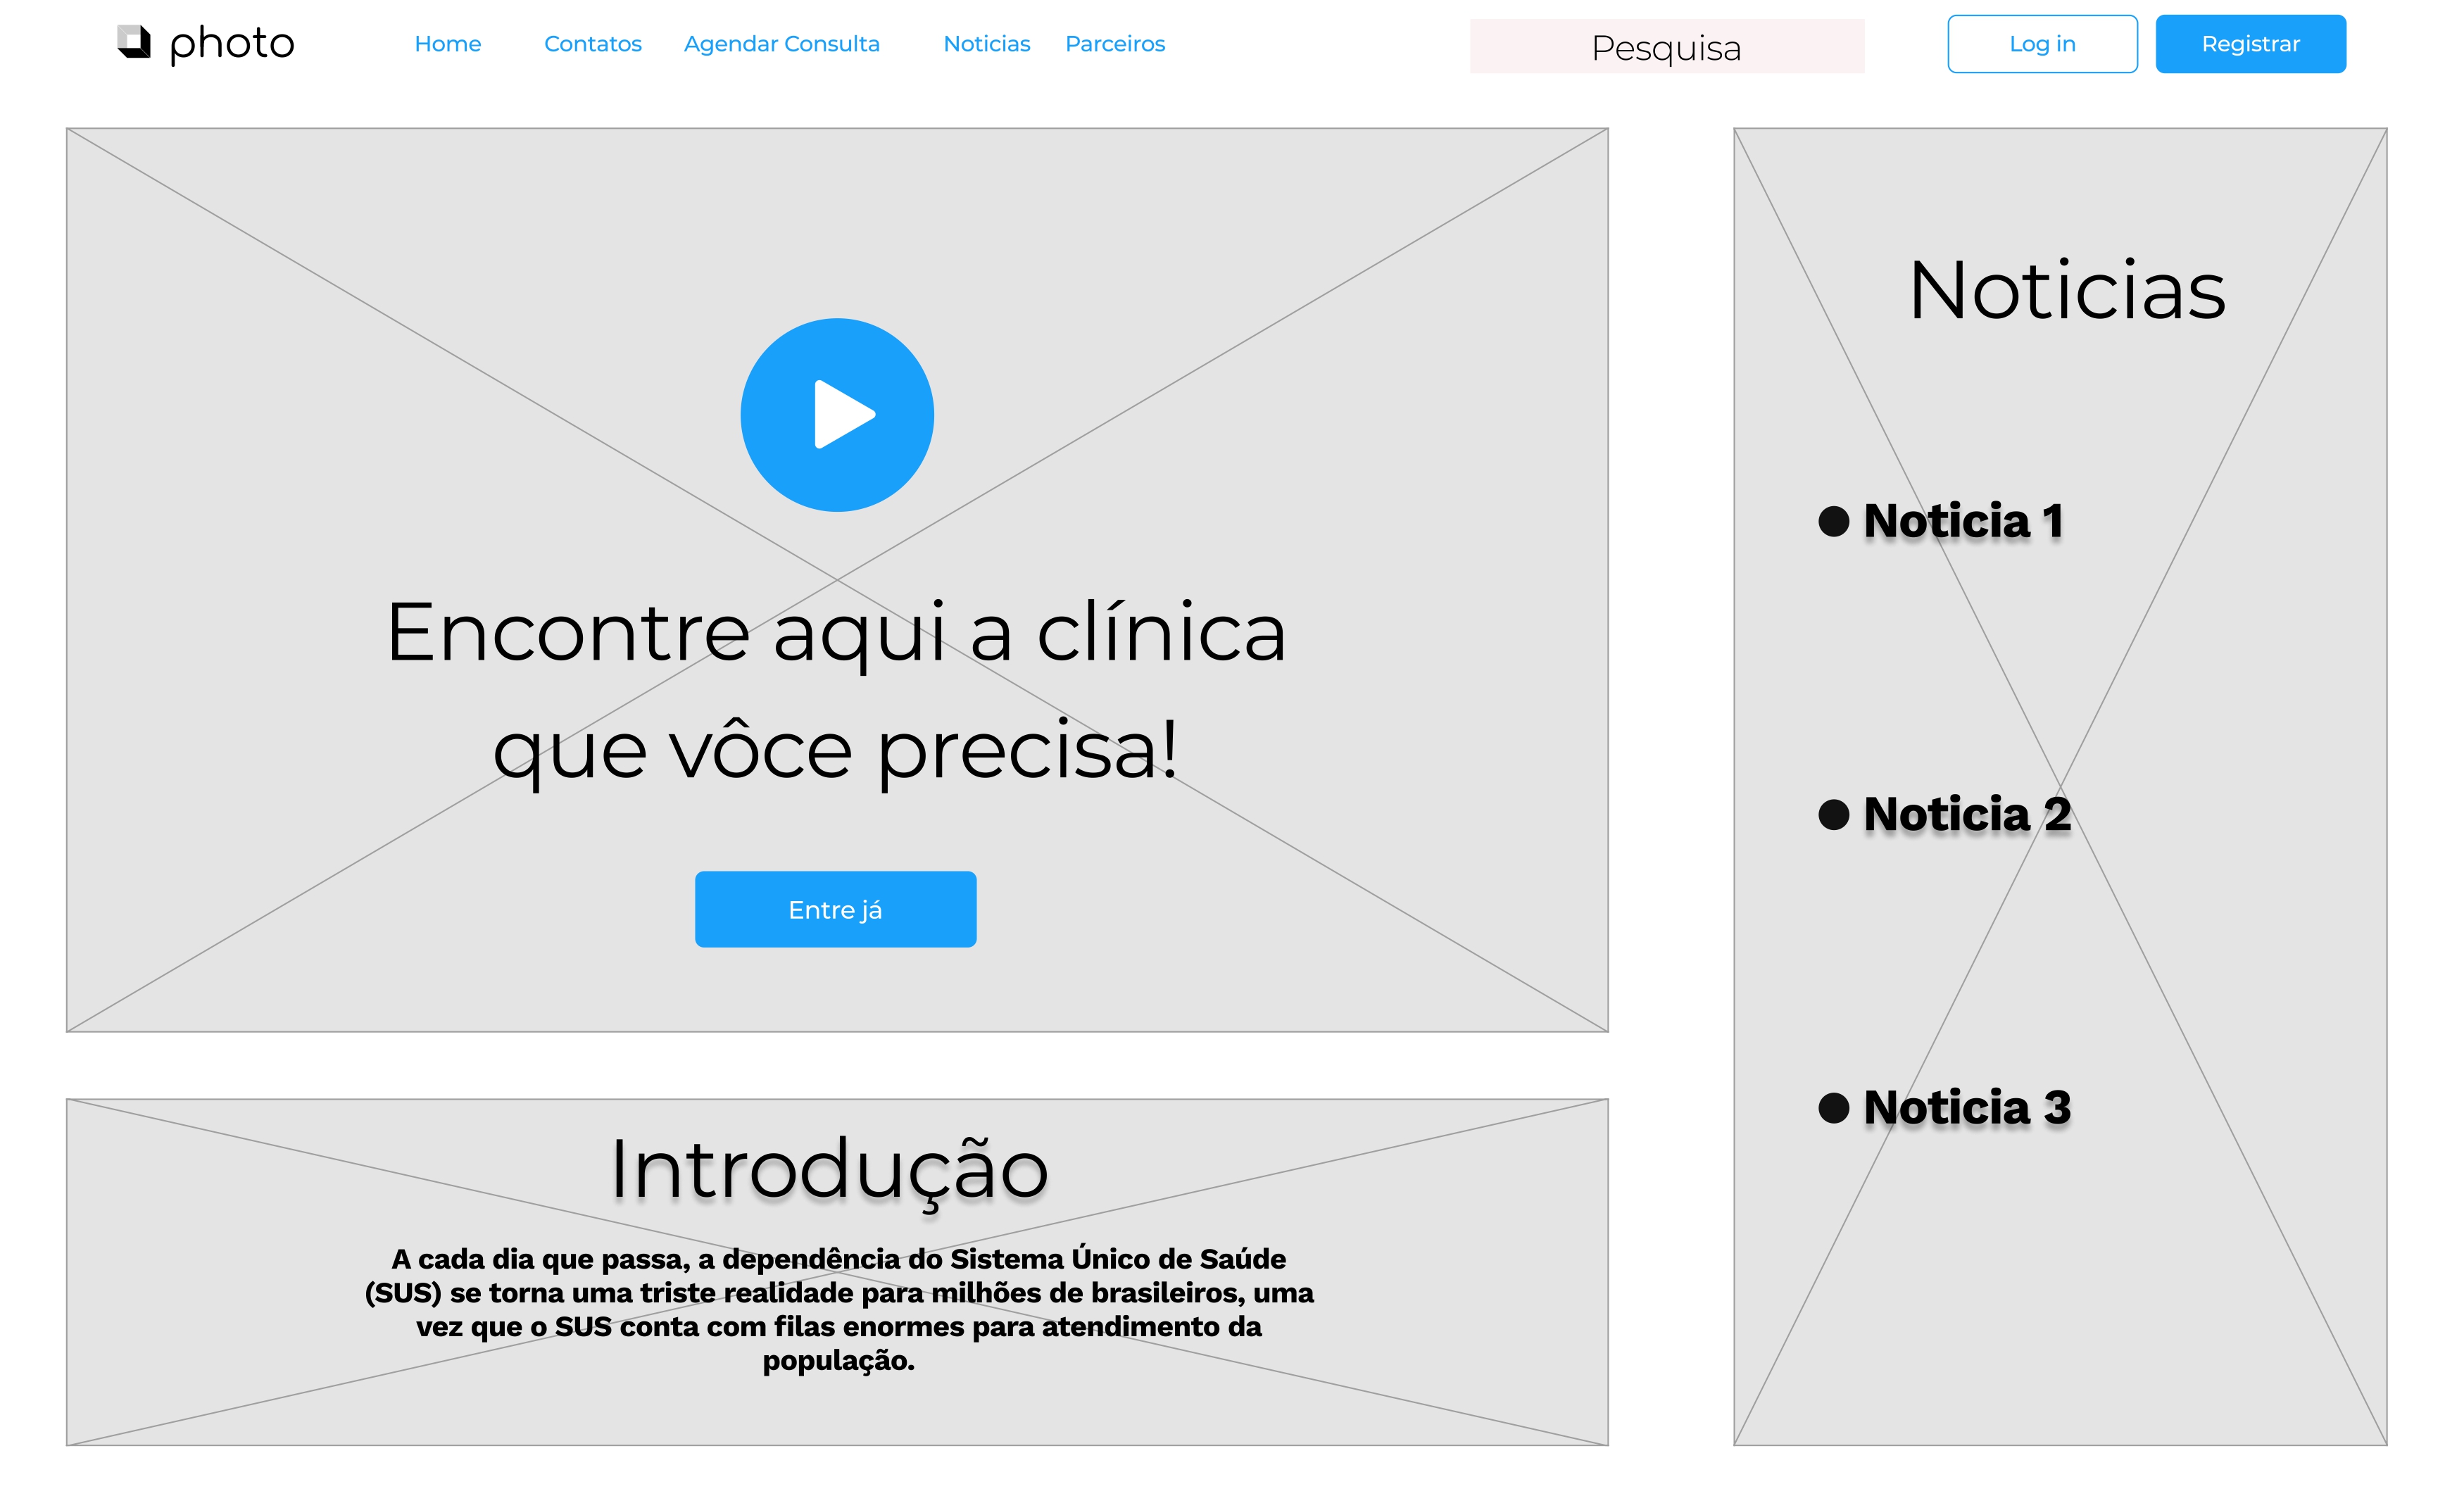 photo
Home
Contatos
Agendar Consulta
Noticias
Parceiros
Pesquisa
Log in
Registrar
Encontre aqui a clínica
que vôce precisa!
Entre já
Introdução
A cada dia que passa, a dependência do Sistema Único de Saúde
(SUS) se torna uma triste realidade para milhões de brasileiros, uma
vez que o SUS conta com filas enormes para atendimento da
população.
Noticias
Noticia 1
Noticia 2
Noticia 3